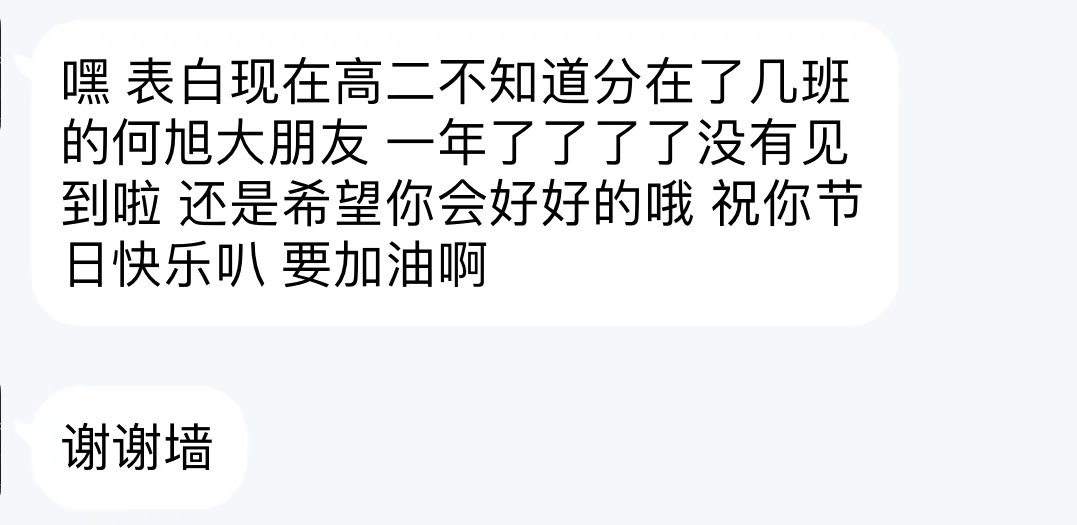 嘿 表白现在高二不知道分在了几班
的何旭大朋友 一年了了了了没有见
到啦 还是希望你会好好的哦 祝你节
日快乐叭 要加油啊
谢谢墙